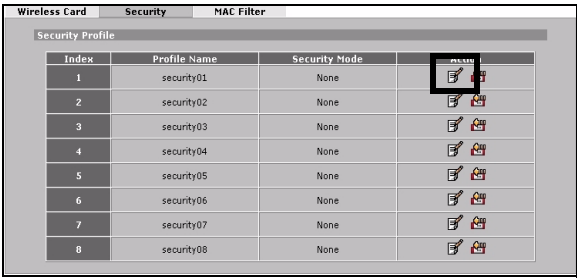 Wireless Card Security MAC Filter
Security Profile
Index Profile Name Security Mode Action
1 security01 None
2 security02 None
3 security03 None
4 security04 None
5 security05 None
6 security06 None
7 security07 None
8 security08 None